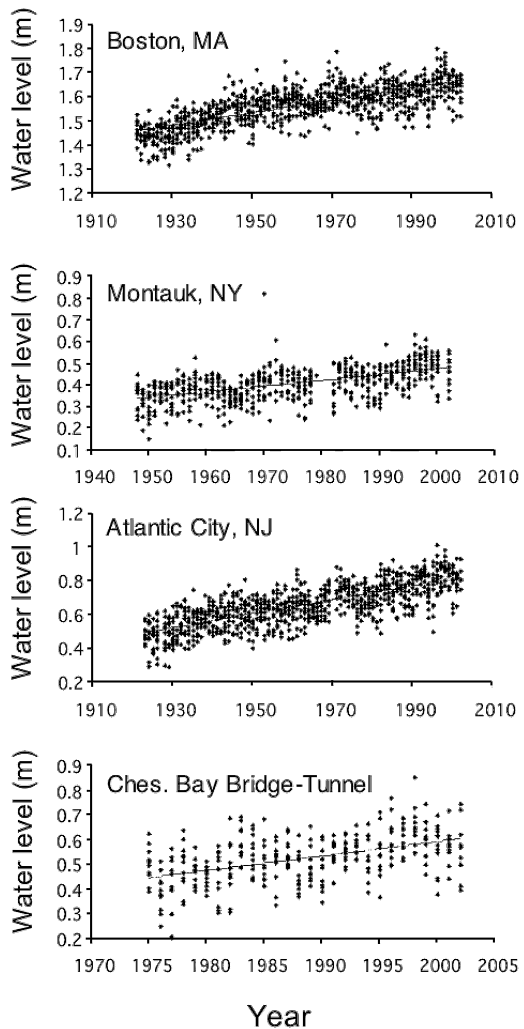 Water level (m)
Boston, MA
1.9
1.8
1.7
1.6
1.5
1.4
1.3
1.2
1910 1930 1950 1970 1990 2010
Water level (m)
Montauk, NY
0.9
0.8
0.7
0.6
0.5
0.4
0.3
0.2
0.1
1940 1950 1960 1970 1980 1990 2000 2010
Water level (m)
Atlantic City, NJ
1.2
1
0.8
0.6
0.4
0.2
1910 1930 1950 1970 1990 2010
Water level (m)
Ches. Bay Bridge-Tunnel
0.9
0.8
0.7
0.6
0.5
0.4
0.3
0.2
1970 1975 1980 1985 1990 1995 2000 2005
Year